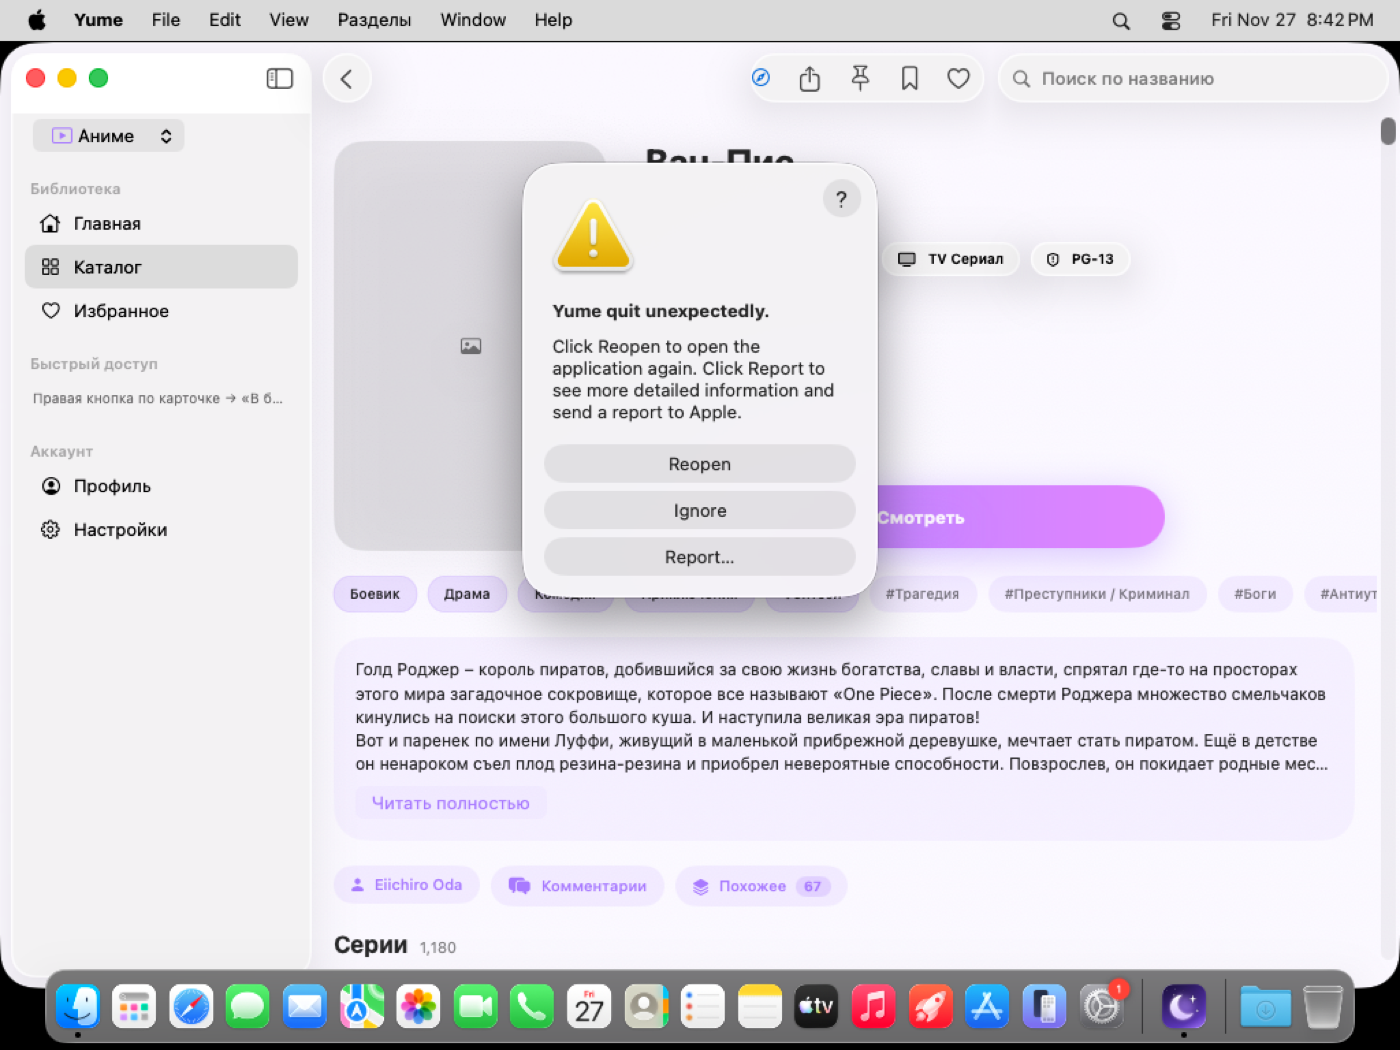 Yume File Edit View Разделы Window Help
Fri Nov 27 8:42 PM
Поиск по названию
Аниме
Библиотека
Главная
Каталог
Избранное
Быстрый доступ
Правая кнопка по карточке → «В б...
Аккаунт
Профиль
Настройки
TV Сериал
PG-13
?
Yume quit unexpectedly.
Click Reopen to open the
application again. Click Report to
see more detailed information and
send a report to Apple.
Reopen
Ignore
Report...
Смотреть
Боевик
Драма
#Трагедия
#Преступники / Криминал
#Боги
#Антиут
Голд Роджер – король пиратов, добившийся за свою жизнь богатства, славы и власти, спрятал где-то на просторах
этого мира загадочное сокровище, которое все называют «One Piece». После смерти Роджера множество смельчаков
кинулись на поиски этого большого куша. И наступила великая эра пиратов!
Вот и паренек по имени Луффи, живущий в маленькой прибрежной деревушке, мечтает стать пиратом. Ещё в детстве
он ненароком съел плод резина-резина и приобрел невероятные способности. Повзрослев, он покидает родные мес...
Читать полностью
Eiichiro Oda
Комментарии
Похожее 67
Серии 1,180
Fri
27
tv
1